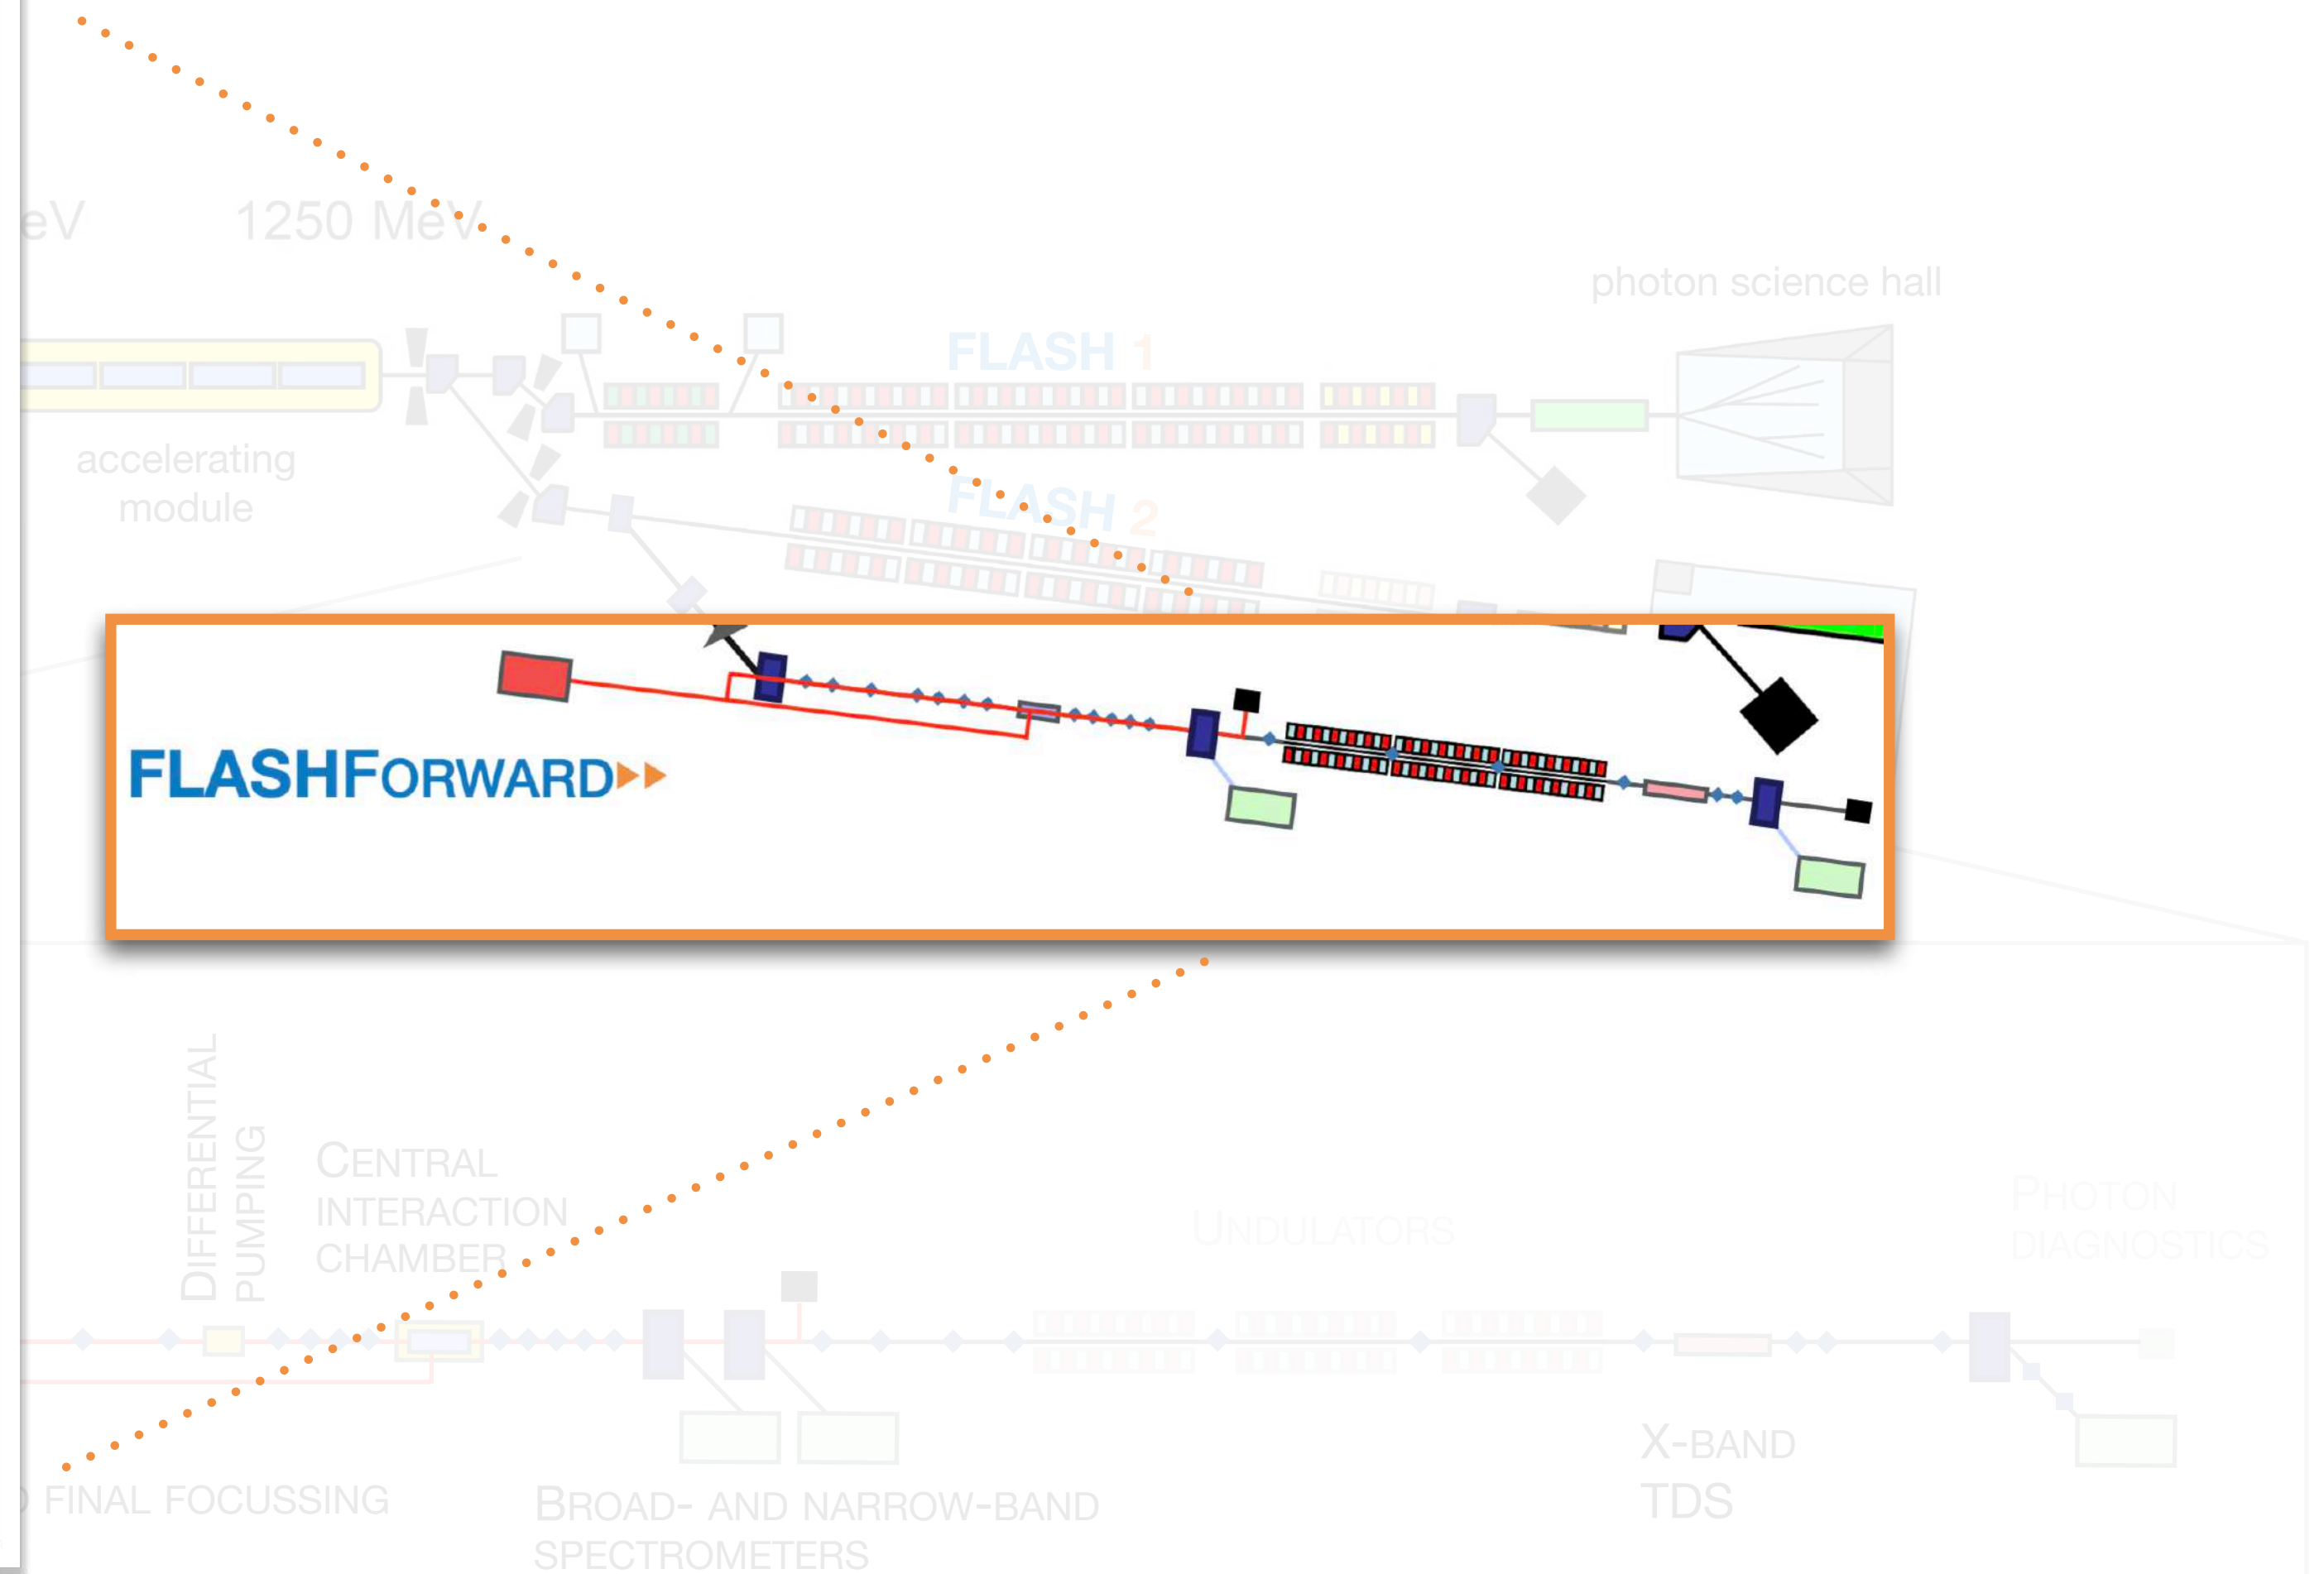 eV
1250 MeV
photon science hall
FLASH 1
accelerating
module
FLASH 2
FLASHFORWARD
DIFFERENTIAL
PUMPING
CENTRAL
INTERACTION
CHAMBER
UNDULATORS
PHOTON
DIAGNOSTICS
X-BAND
TDS
FINAL FOCUSSING
BROAD- AND NARROW-BAND
SPECTROMETERS